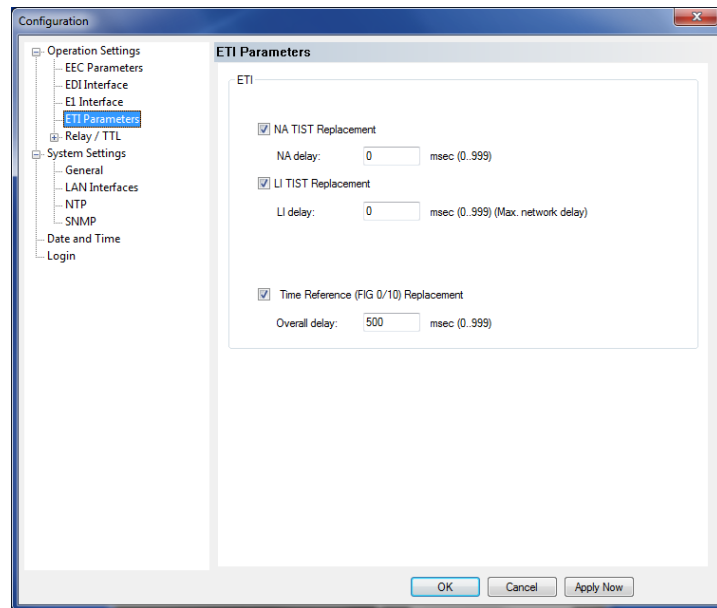 Configuration
Operation Settings
EEC Parameters
EDI Interface
E1 Interface
ETI Parameters
Relay / TTL
System Settings
General
LAN Interfaces
NTP
SNMP
Date and Time
Login
ETI Parameters
ETI
NA TIST Replacement
NA delay: 0 msec (0..999)
LI TIST Replacement
LI delay: 0 msec (0..999) (Max. network delay)
Time Reference (FIG 0/10) Replacement
Overall delay: 500 msec (0..999)
OK Cancel Apply Now